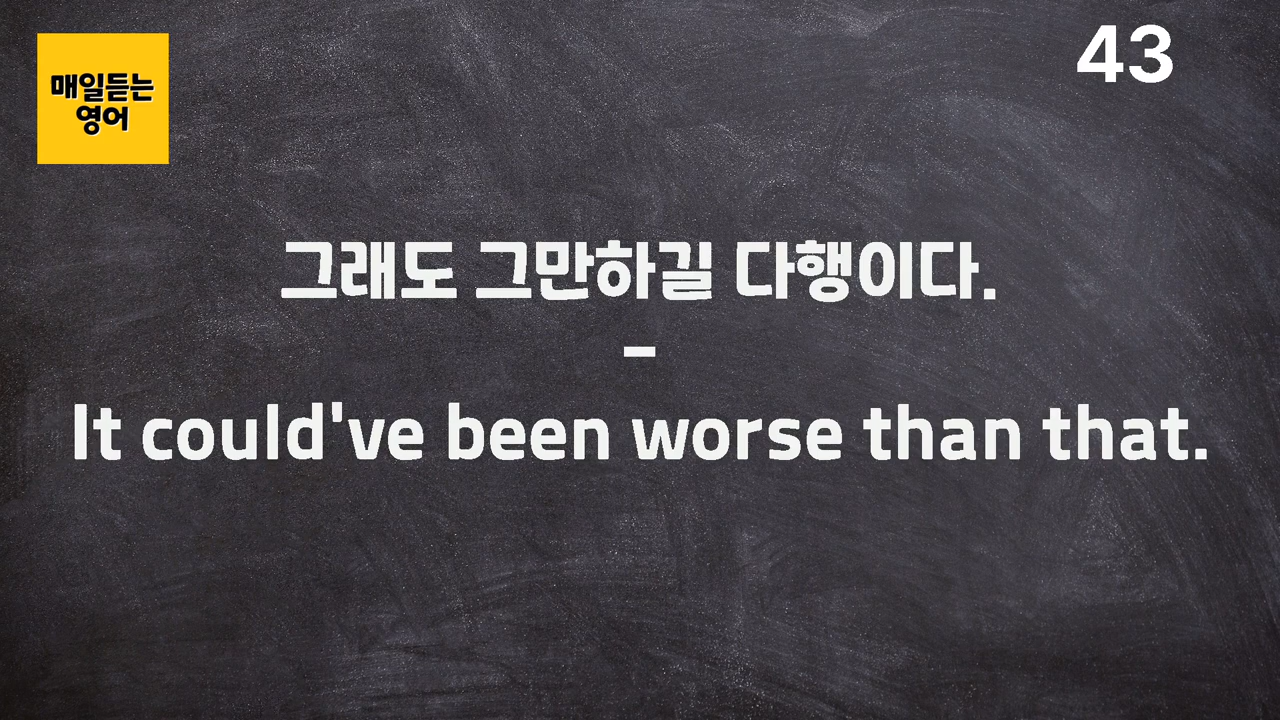 매일듣는
영어
43
그래도 그만하길 다행이다.
-
It could've been worse than that.